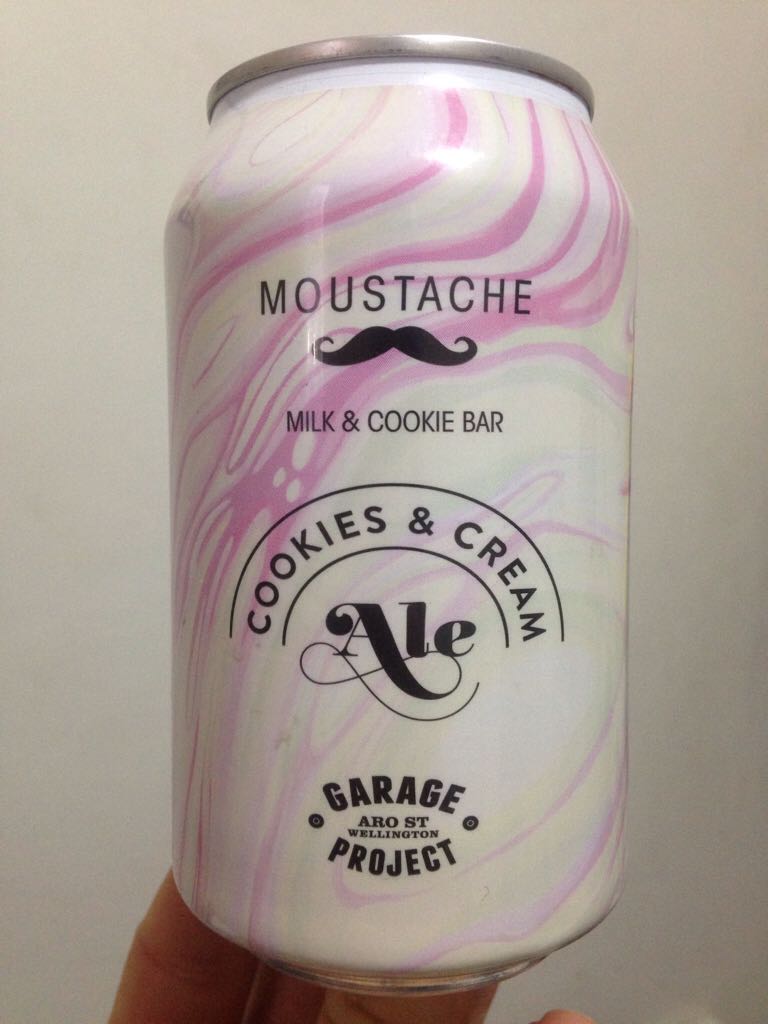 MOUSTACHE
MILK & COOKIE BAR
COOKIES & CREAM
Ale
GARAGE
ARO ST
WELLINGTON
PROJECT